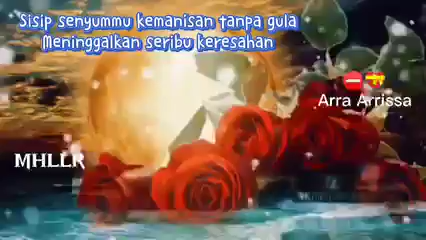 Sisip senyummu kemanisan tanpa gula
Meninggalkan seribu keresahan
Arra Arrissa
MHLLR